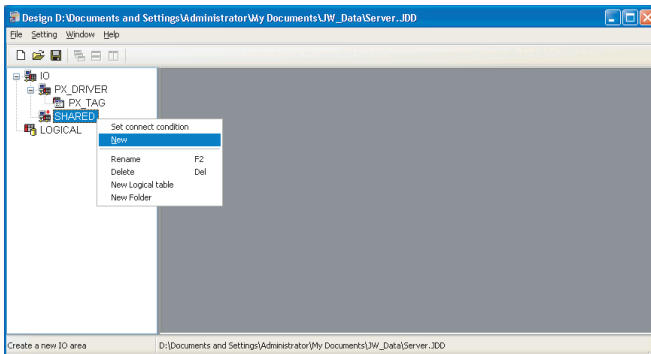 Design D:\Documents and Settings\Administrator\My Documents\JW_Data\Server.JDD
File Setting Window Help
IO
PX_DRIVER
PX_TAG
SHARED
LOGICAL
Set connect condition
New
Rename F2
Delete Del
New Logical table
New Folder
Create a new IO area D:\Documents and Settings\Administrator\My Documents\JW_Data\Server.JDD